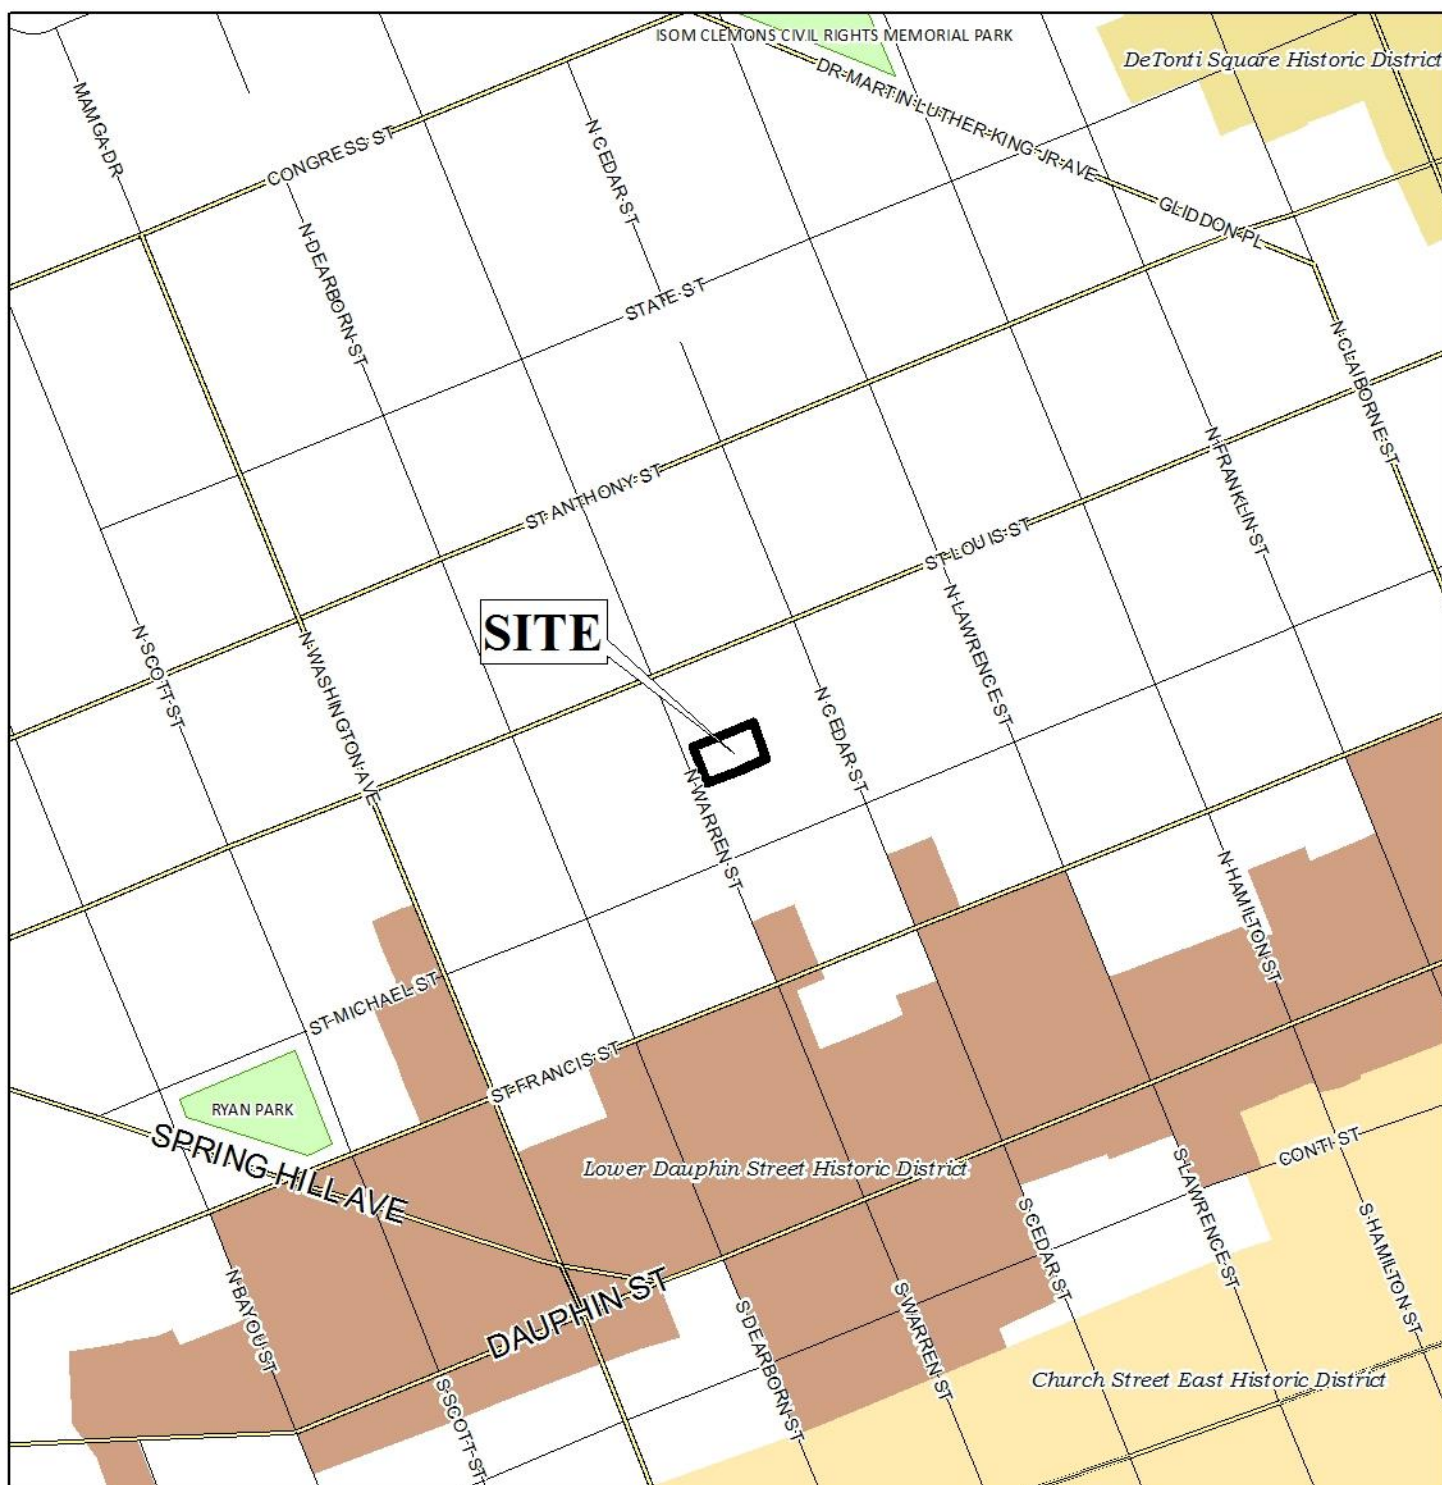 ISOM CLEMONS CIVIL RIGHTS MEMORIAL PARK
DeTonti Square Historic District
DR MARTIN LUTHER KING JR AVE
MAMGA DR
CONGRESS ST
N CEDAR ST
GLIDDON PL
N DEARBORN ST
STATE ST
N CLAIBORNE ST
ST ANTHONY ST
N FRANKLIN ST
ST LOUIS ST
SITE
N LAWRENCE ST
N SCOTT ST
N WASHINGTON AVE
N CEDAR ST
N WARREN ST
N HAMILTON ST
ST MICHAEL ST
ST FRANCIS ST
RYAN PARK
SPRING HILL AVE
Lower Dauphin Street Historic District
CONTI ST
S LAWRENCE ST
S CEDAR ST
S HAMILTON ST
N BAYOU ST
DAUPHIN ST
S DEARBORN ST
S WARREN ST
Church Street East Historic District
S SCOTT ST